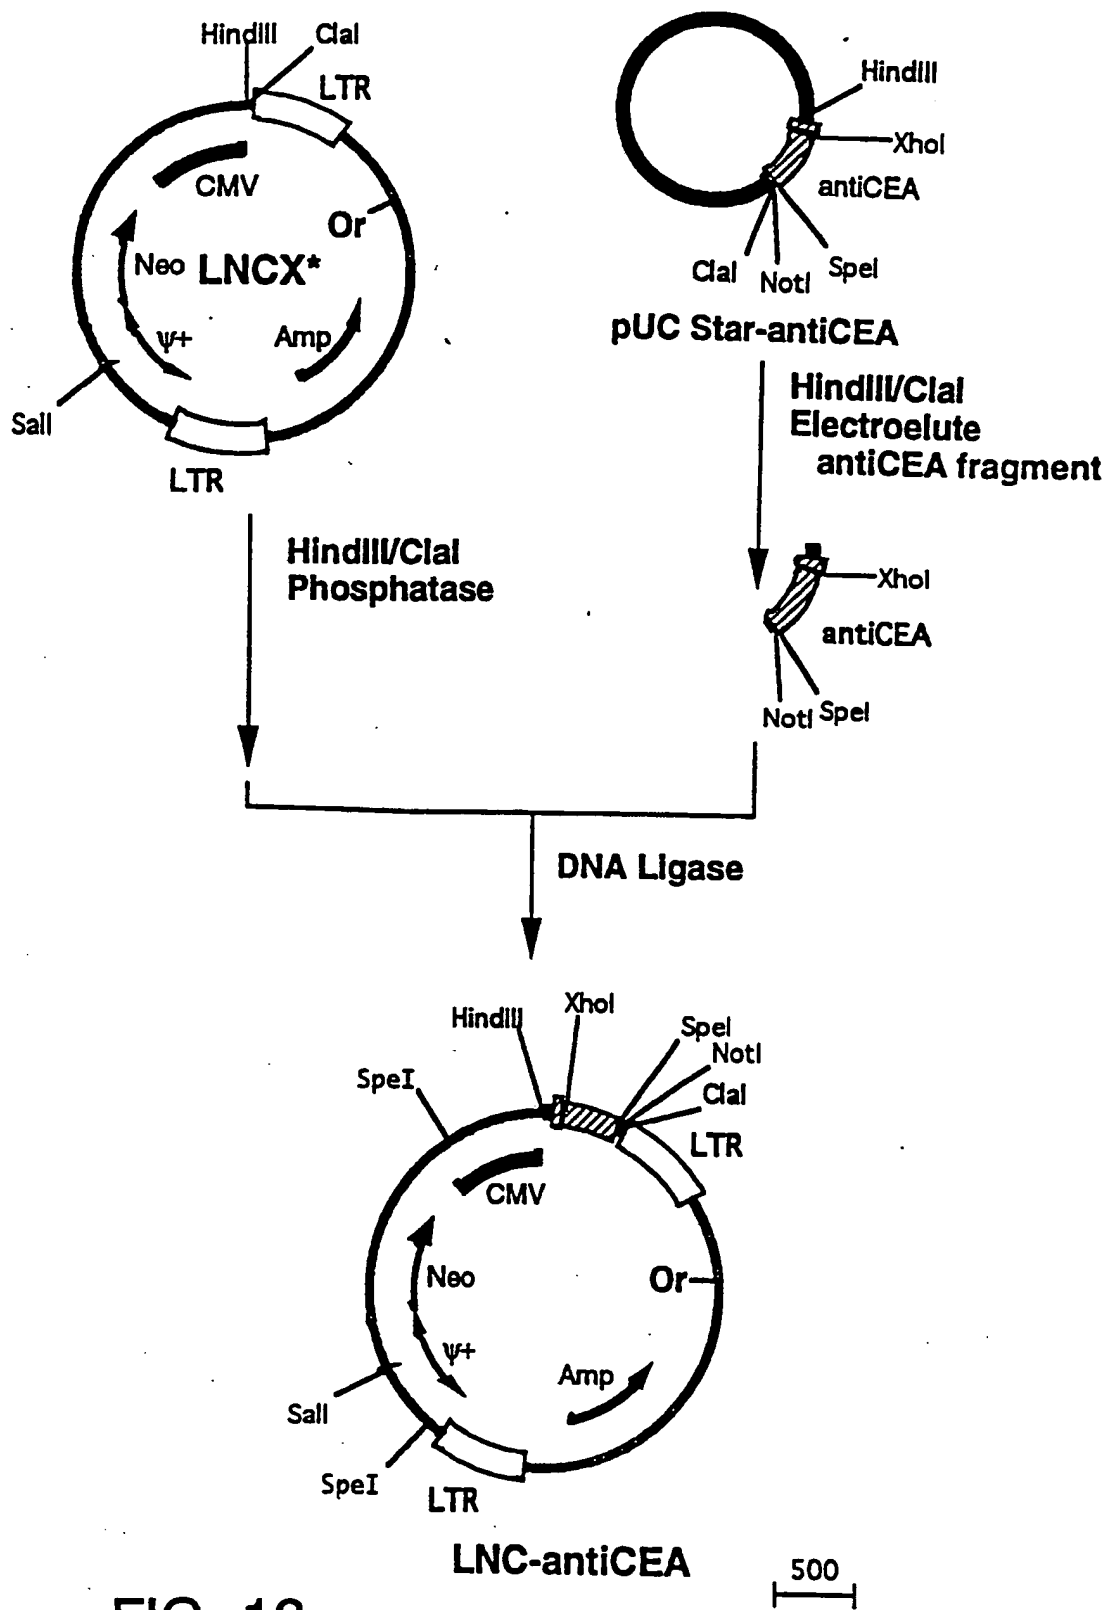 HindIII
ClaI
LTR
CMV
Or
Neo
LNCX*
ψ+
Amp
SalI
LTR
HindIII
XhoI
antiCEA
ClaI
NotI
SpeI
pUC Star-antiCEA
HindIII/ClaI
Electroelute
antiCEA fragment
HindIII/ClaI
Phosphatase
XhoI
antiCEA
NotI
SpeI
DNA Ligase
HindIII
XhoI
SpeI
NotI
ClaI
SpeI
LTR
CMV
Neo
Or
ψ+
Amp
SalI
SpeI
LTR
LNC-antiCEA
500